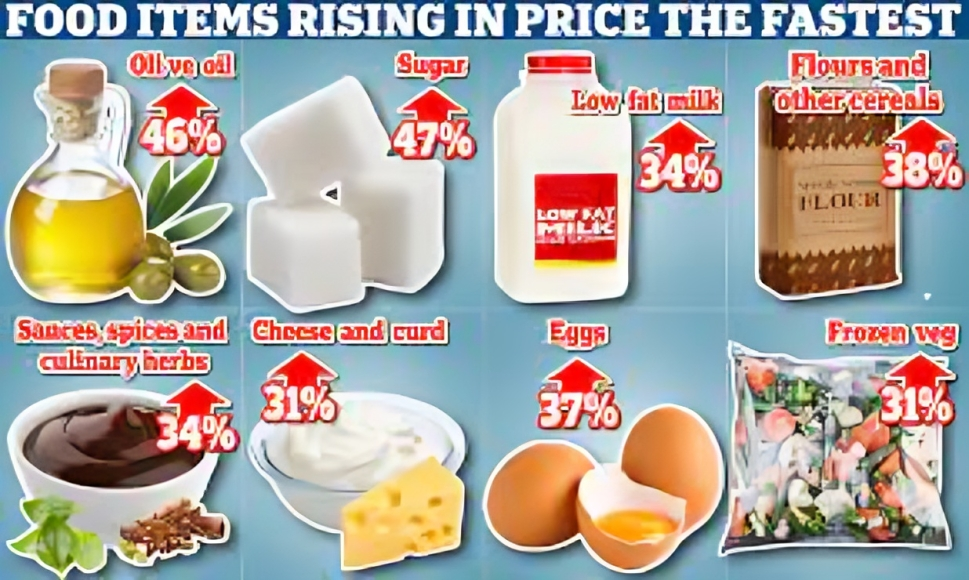 FOOD ITEMS RISING IN PRICE THE FASTEST
Olive oil
46%
Sugar
47%
Low fat milk
34%
LOW FAT
MILK
Flours and
other cereals
38%
FLOUR
Sauces, spices and
culinary herbs
34%
Cheese and curd
31%
Eggs
37%
Frozen veg
31%